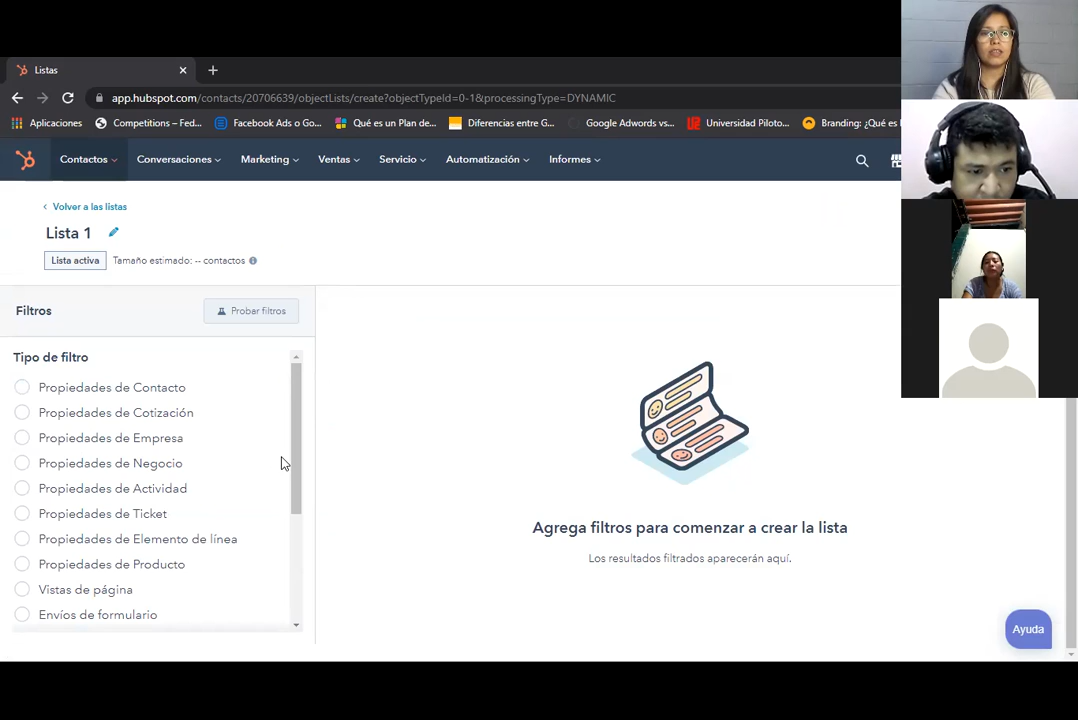 Listas
app.hubspot.com/contacts/20706639/objectLists/create?objectTypeId=0-1&processingType=DYNAMIC
Aplicaciones
Competitions – Fed...
Facebook Ads o Go...
Qué es un Plan de...
Diferencias entre G...
Google Adwords vs...
Universidad Piloto...
Branding: ¿Qué es
Contactos
Conversaciones
Marketing
Ventas
Servicio
Automatización
Informes
Volver a las listas
Lista 1
Lista activa
Tamaño estimado: -- contactos
Filtros
Probar filtros
Tipo de filtro
Propiedades de Contacto
Propiedades de Cotización
Propiedades de Empresa
Propiedades de Negocio
Propiedades de Actividad
Propiedades de Ticket
Propiedades de Elemento de línea
Propiedades de Producto
Vistas de página
Envíos de formulario
Agrega filtros para comenzar a crear la lista
Los resultados filtrados aparecerán aquí.
Ayuda